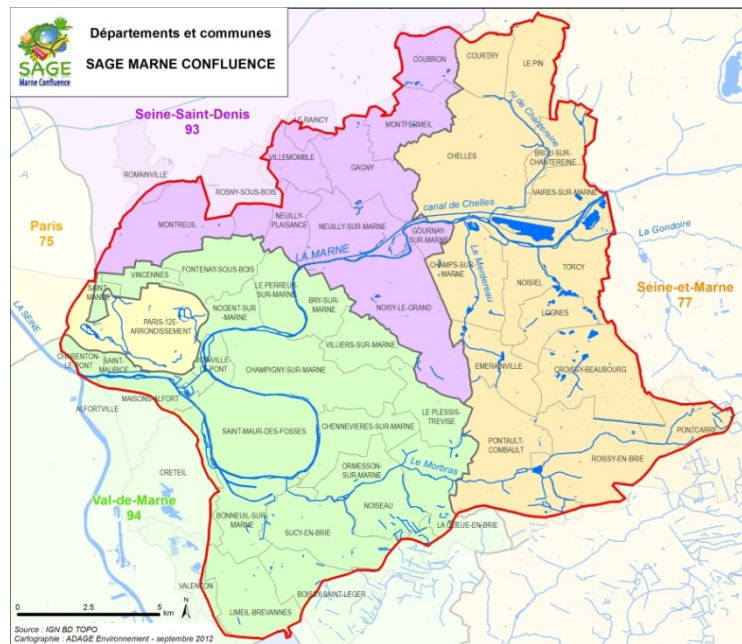 SAGE
Marne Confluence
Départements et communes
SAGE MARNE CONFLUENCE
Seine-Saint-Denis
93
Paris
75
Seine-et-Marne
77
Val-de-Marne
94
COUBRON
COURTRY
LE PIN
ru de Chantereine
LE RAINCY
MONTFERMEIL
VILLEMOMBLE
GAGNY
CHELLES
BROU-SUR-
CHANTEREINE
ROMAINVILLE
ROSNY-SOUS-BOIS
VAIRES-SUR-MARNE
canal de Chelles
MONTREUIL
NEUILLY-
PLAISANCE
NEUILLY-SUR-MARNE
GOURNAY-
SUR-MARNE
La Gondoire
LA MARNE
VINCENNES
FONTENAY-SOUS-BOIS
CHAMPS-SUR-
MARNE
Le Merdereau
TORCY
NOISIEL
SAINT-
MANDE
LE PERREUX-
SUR-MARNE
BRY-SUR-
MARNE
NOISY-LE-GRAND
LOGNES
NOGENT-SUR-
MARNE
LA SEINE
PARIS-12E-
ARRONDISSEMENT
VILLIERS-SUR-MARNE
CHARENTON-
LE-PONT
SAINT-
MAURICE
JOINVILLE-
LE-PONT
CHAMPIGNY-SUR-MARNE
EMERAINVILLE
CROISSY-BEAUBOURG
MAISONS-ALFORT
ALFORTVILLE
LE PLESSIS-
TREVISE
SAINT-MAUR-DES-FOSSES
CHENNEVIERES-SUR-MARNE
PONTCARRE
PONTAULT-
COMBAULT
ROISSY-EN-BRIE
CRETEIL
ORMESSON-
SUR-MARNE
Le Morbras
NOISEAU
BONNEUIL-SUR-
MARNE
SUCY-EN-BRIE
LA QUEUE-EN-BRIE
VALENTON
BOISSY-SAINT-LEGER
LIMEIL-BREVANNES
0 2.5 5
km
N
Source : IGN BD TOPO
Cartographie : ADAGE Environnement - septembre 2012